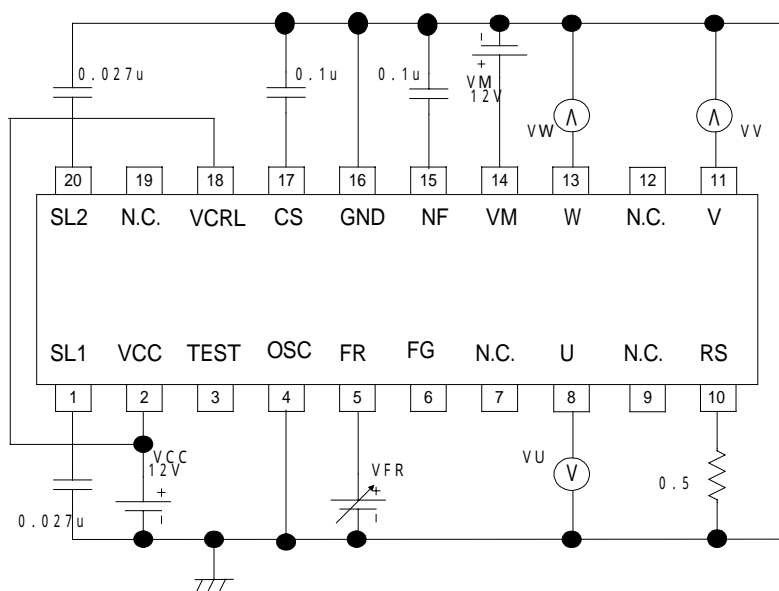 0.027u 0.1u 0.1u - + VM 12V VW Λ Λ VV
20 19 18 17 16 15 14 13 12 11
SL2 N.C. VCRL CS GND NF VM W N.C. V
SL1 VCC TEST OSC FR FG N.C. U N.C. RS
1 2 3 4 5 6 7 8 9 10
VCC 12V + - VFR + - VU V 0.5
0.027u